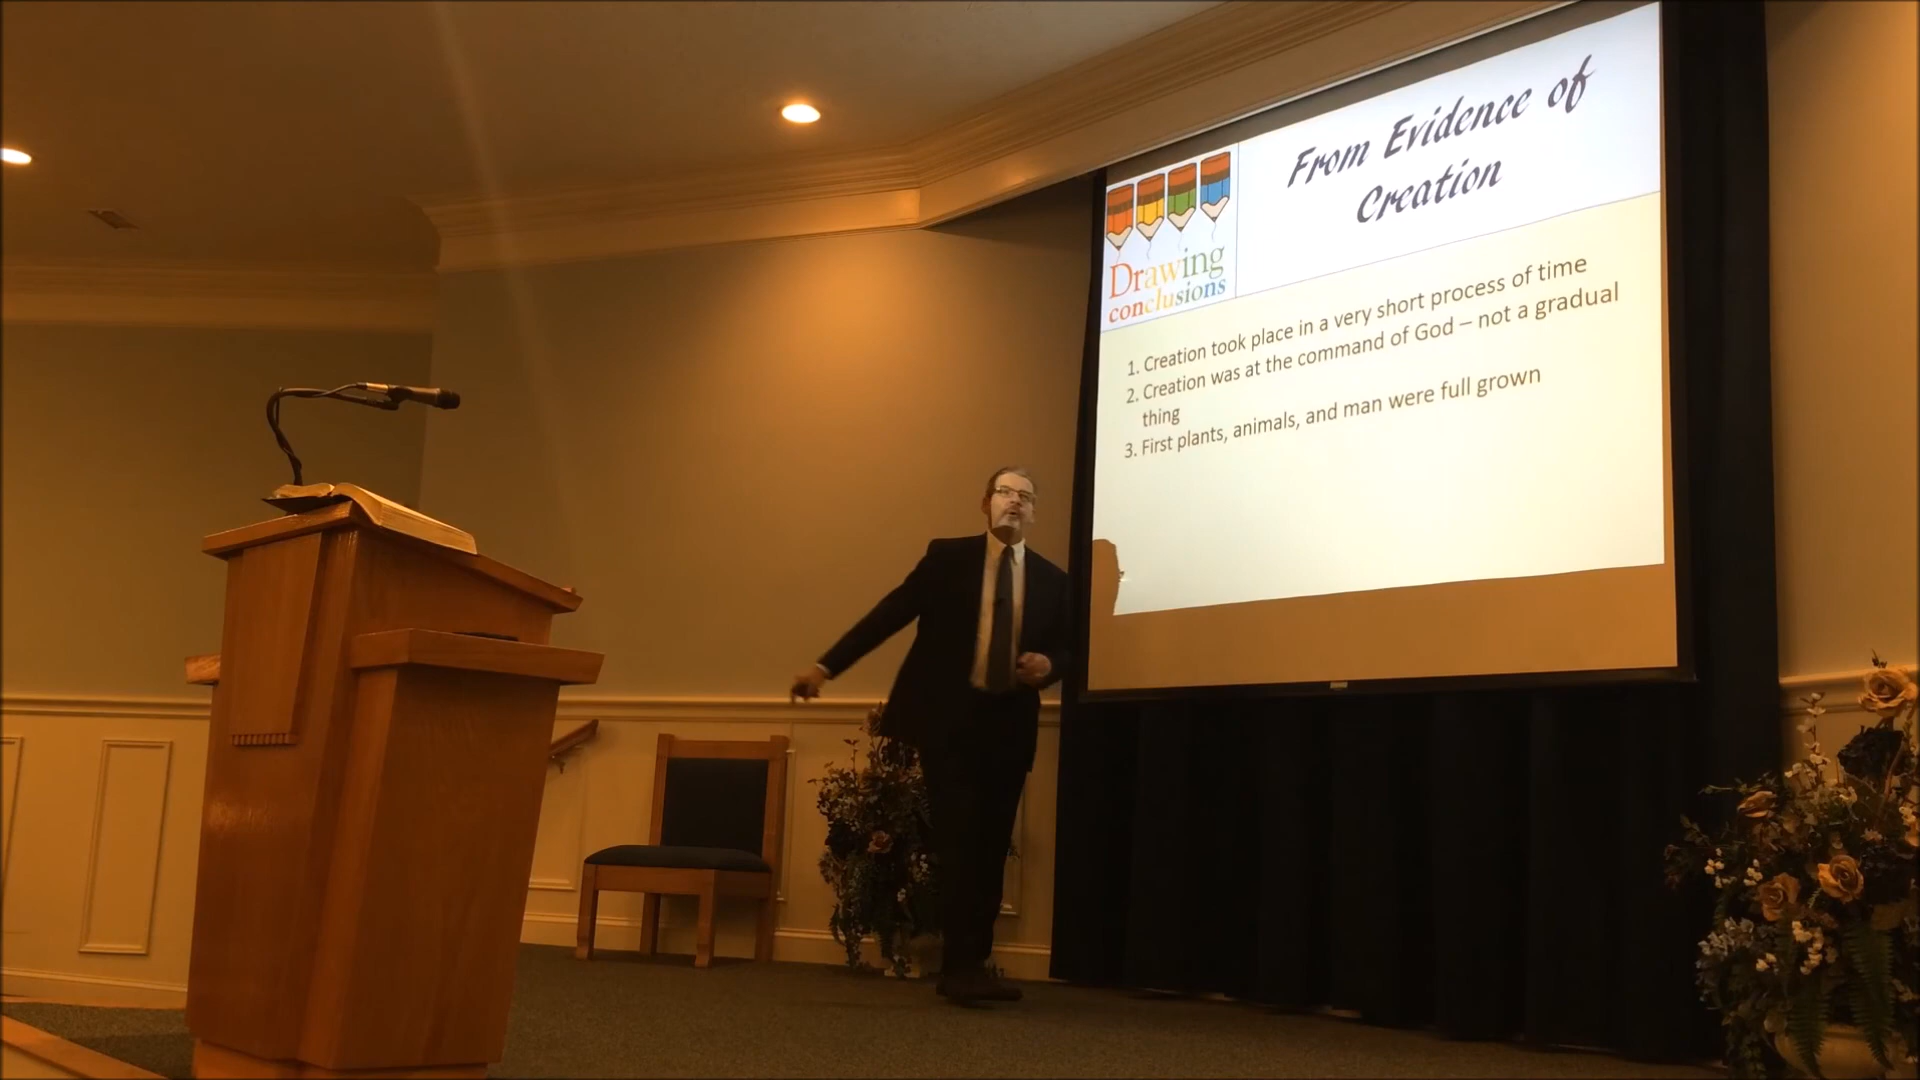 From Evidence of
Creation
Drawing
conclusions
1. Creation took place in a very short process of time
2. Creation was at the command of God – not a gradual
thing
3. First plants, animals, and man were full grown